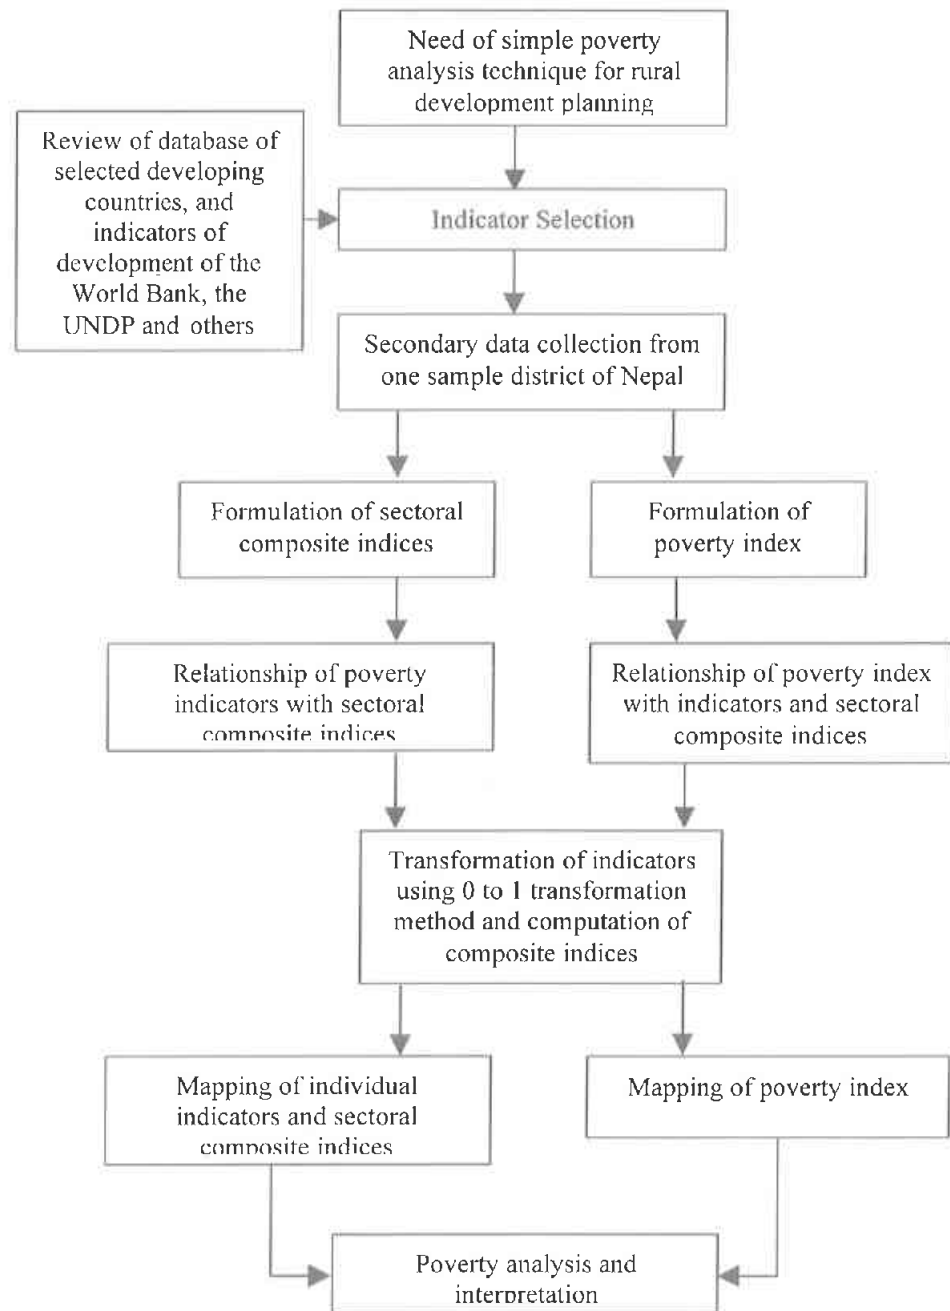 Need of simple poverty
analysis technique for rural
development planning
Review of database of
selected developing
countries, and
indicators of
development of the
World Bank, the
UNDP and others
Indicator Selection
Secondary data collection from
one sample district of Nepal
Formulation of sectoral
composite indices
Formulation of
poverty index
Relationship of poverty
indicators with sectoral
composite indices
Relationship of poverty index
with indicators and sectoral
composite indices
Transformation of indicators
using 0 to 1 transformation
method and computation of
composite indices
Mapping of individual
indicators and sectoral
composite indices
Mapping of poverty index
Poverty analysis and
interpretation